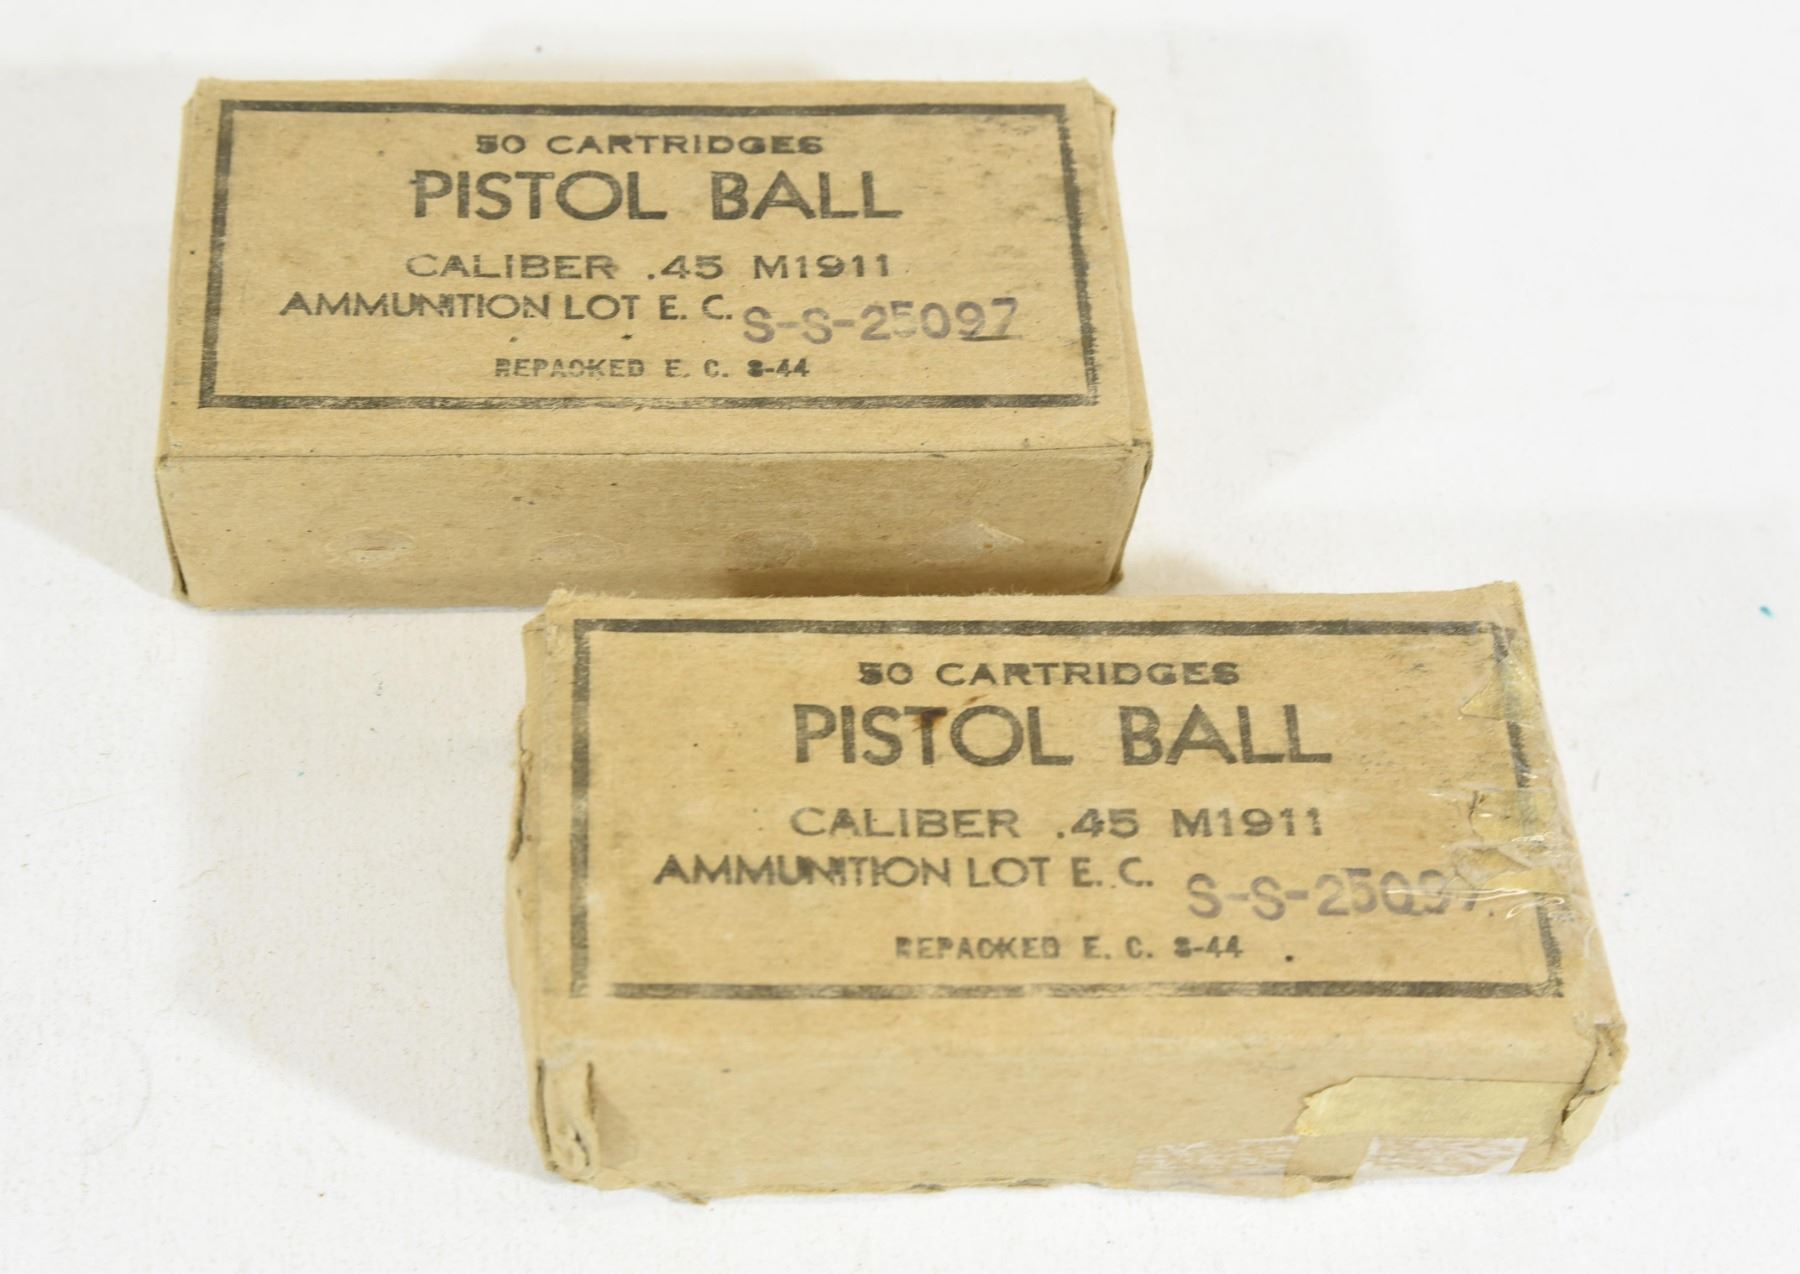 50 CARTRIDGES
PISTOL BALL
CALIBER .45 M1911
AMMUNITION LOT E. C. S-S-25097
REPACKED E. C. 8-44
50 CARTRIDGES
PISTOL BALL
CALIBER .45 M1911
AMMUNITION LOT E. C. S-S-25097
REPACKED E. C. 8-44